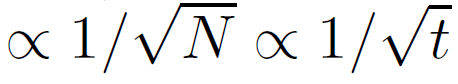 ∝ 1/√N ∝ 1/√t